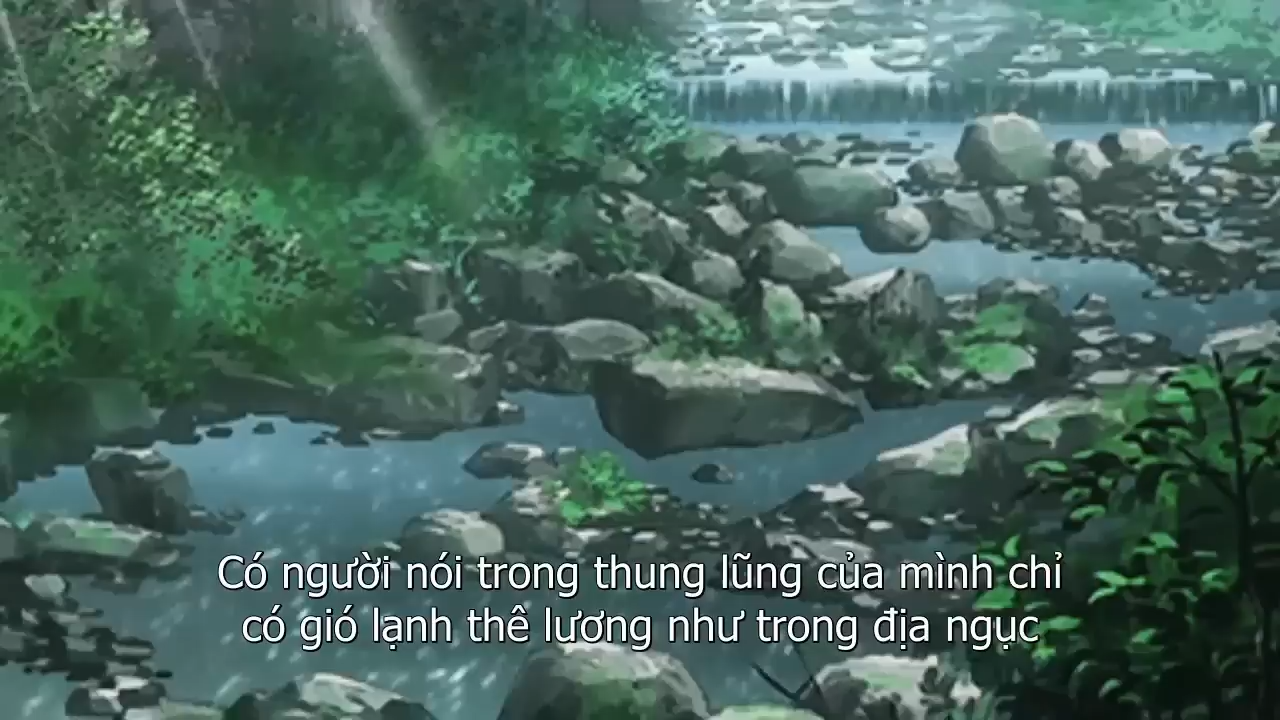 Có người nói trong thung lũng của mình chỉ
có gió lạnh thê lương như trong địa ngục